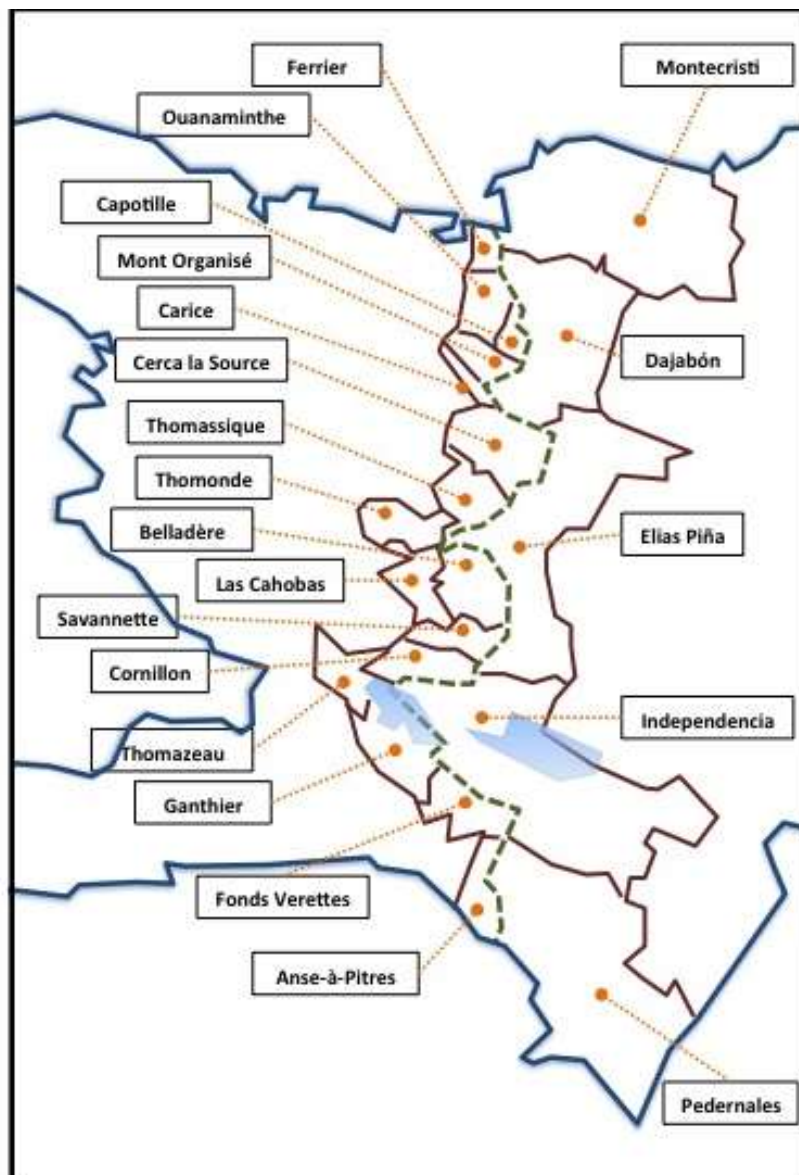 Ferrier
Montecristi
Ouanaminthe
Capotille
Mont Organisé
Carice
Cerca la Source
Dajabón
Thomassique
Thomonde
Belladère
Elias Piña
Las Cahobas
Savannette
Cornillon
Independencia
Thomazeau
Ganthier
Fonds Verettes
Anse-à-Pitres
Pedernales